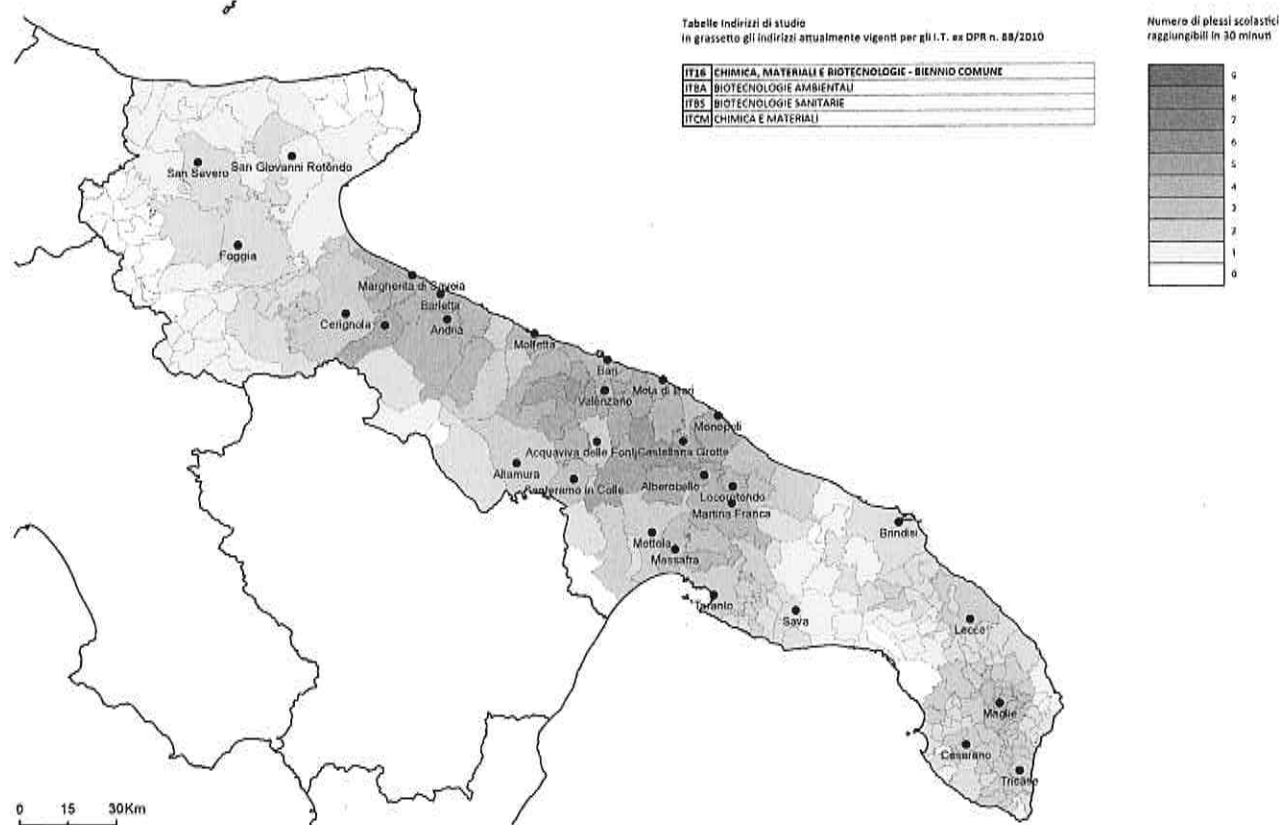 Tabelle Indirizzi di studio
in grassetto gli indirizzi attualmente vigenti per gli I.T. ex DPR n. 88/2010
IT16 CHIMICA, MATERIALI E BIOTECNOLOGIE - BIENNIO COMUNE
ITBA BIOTECNOLOGIE AMBIENTALI
ITBS BIOTECNOLOGIE SANITARIE
ITCM CHIMICA E MATERIALI
Numero di plessi scolastici
raggiungibili in 30 minuti
9
8
7
6
5
4
3
2
1
0
San Severo
San Giovanni Rotondo
Foggia
Margherita di Savoia
Barletta
Cerignola
Andria
Molfetta
Bari
Mola di Bari
Valenzano
Monopoli
Acquaviva delle Fonti
Castellana Grotte
Altamura
Santeramo in Colle
Alberobello
Locorotondo
Martina Franca
Mottola
Massafra
Brindisi
Taranto
Sava
Lecce
Maglie
Casarano
Tricase
0 15 30Km